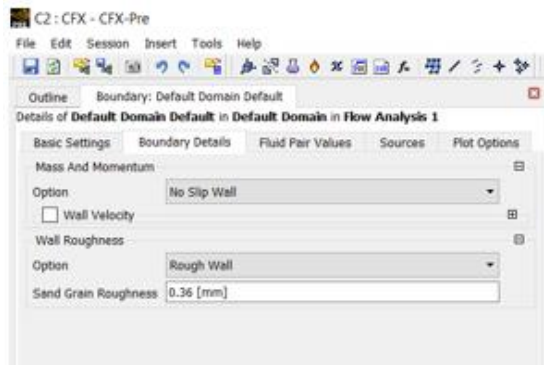 C2 : CFX - CFX-Pre
File Edit Session Insert Tools Help
Outline Boundary: Default Domain Default
Details of Default Domain Default in Default Domain in Flow Analysis 1
Basic Settings Boundary Details Fluid Pair Values Sources Plot Options
Mass And Momentum
Option No Slip Wall
Wall Velocity
Wall Roughness
Option Rough Wall
Sand Grain Roughness 0.36 [mm]